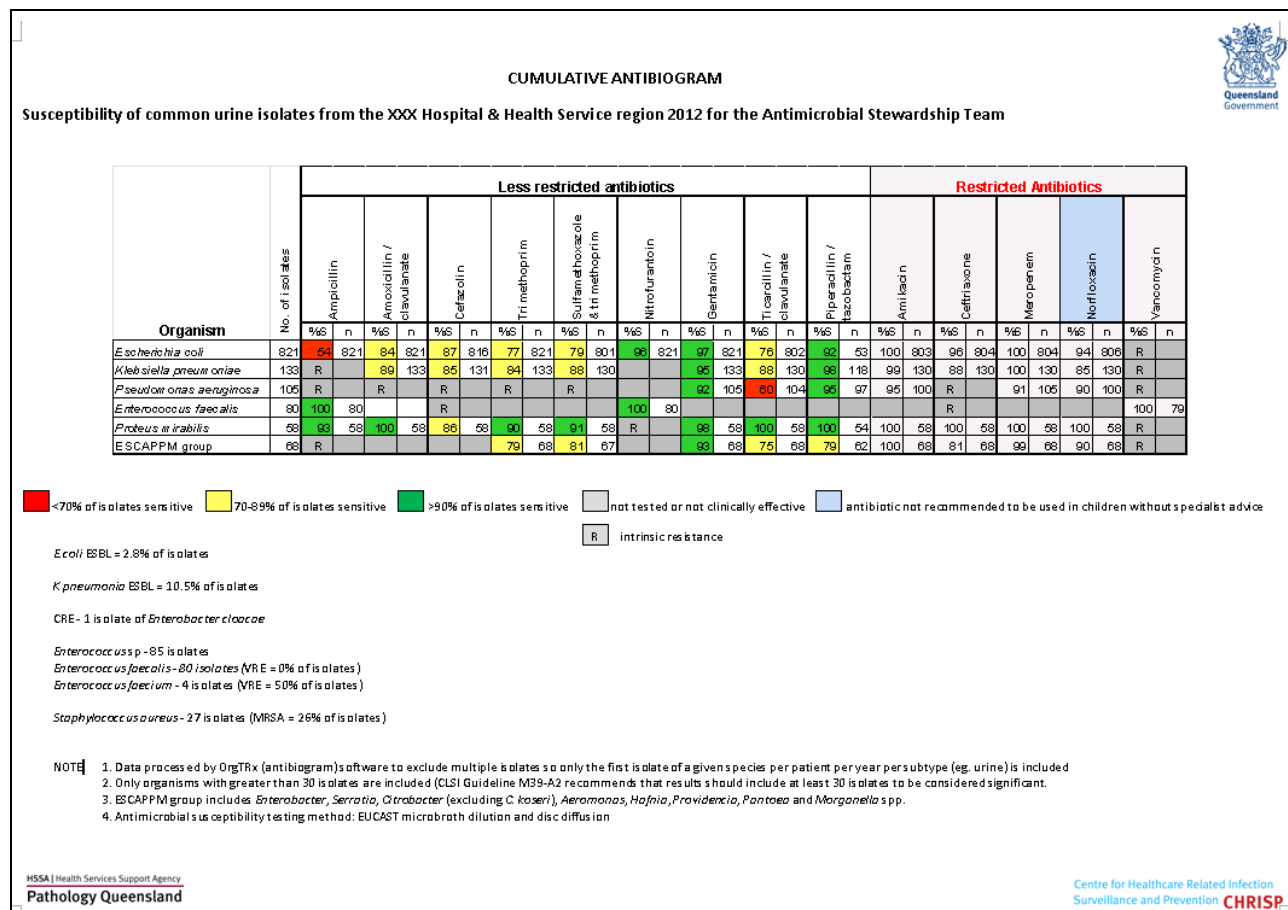 Queensland
Government
CUMULATIVE ANTIBIOGRAM
Susceptibility of common urine isolates from the XXX Hospital & Health Service region 2012 for the Antimicrobial Stewardship Team
Less restricted antibiotics Restricted Antibiotics
Organism No. of isolates Ampicillin Amoxicillin / clavulanate Cefazolin Trimethoprim Sulfamethoxazole & trimethoprim Nitrofurantoin Gentamicin Ticarcillin / clavulanate Piperacillin / tazobactam Amikacin Ceftriaxone Meropenem Norfloxacin Vancomycin
%S n %S n %S n %S n %S n %S n %S n %S n %S n %S n %S n %S n %S n %S n
Escherichia coli 821 54 821 84 821 87 816 77 821 79 801 96 821 97 821 76 802 92 53 100 803 96 804 100 804 94 806 R
Klebsiella pneumoniae 133 R 89 133 85 131 84 133 88 130 95 133 88 130 98 118 99 130 88 130 100 130 85 130 R
Pseudomonas aeruginosa 105 R R R R 92 105 60 104 95 97 95 100 R 91 105 90 100 R
Enterococcus faecalis 80 100 80 R 100 80 R 100 79
Proteus mirabilis 58 93 58 100 58 86 58 90 58 91 58 R 98 58 100 58 100 54 100 58 100 58 100 58 100 58 R
ESCAPPM group 68 R 79 68 81 67 93 68 75 68 79 62 100 68 81 68 99 68 90 68 R
<70% of isolates sensitive 70-89% of isolates sensitive >90% of isolates sensitive not tested or not clinically effective antibiotic not recommended to be used in children without specialist advice
R intrinsic resistance
E coli ESBL = 2.8% of isolates
K pneumonia ESBL = 10.5% of isolates
CRE - 1 isolate of Enterobacter cloacae
Enterococcus sp - 85 isolates
Enterococcus faecalis - 80 isolates (VRE = 0% of isolates)
Enterococcus faecium - 4 isolates (VRE = 50% of isolates)
Staphylococcus aureus - 27 isolates (MRSA = 26% of isolates)
NOTE 1. Data processed by OrgTRx (antibiogram) software to exclude multiple isolates so only the first isolate of a given species per patient per year per subtype (eg. urine) is included
2. Only organisms with greater than 30 isolates are included (CLSI Guideline M39-A2 recommends that results should include at least 30 isolates to be considered significant.
3. ESCAPPM group includes Enterobacter, Serratia, Citrobacter (excluding C. koseri), Aeromonas, Hafnia, Providencia, Pantoea and Morganella spp.
4. Antimicrobial susceptibility testing method: EUCAST microbroth dilution and disc diffusion
HSSA | Health Services Support Agency
Pathology Queensland
Centre for Healthcare Related Infection
Surveillance and Prevention CHRISP